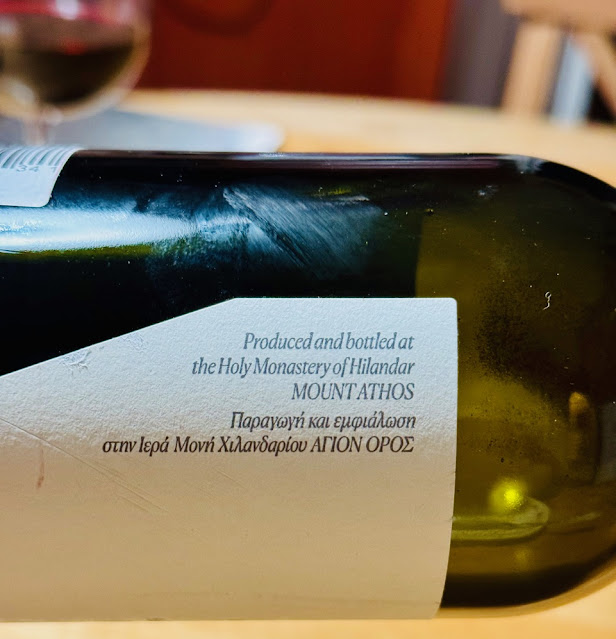 34
Produced and bottled at
the Holy Monastery of Hilandar
MOUNT ATHOS
Παραγωγή και εμφιάλωση
στην Ιερά Μονή Χιλανδαρίου ΑΓΙΟΝ ΟΡΟΣ